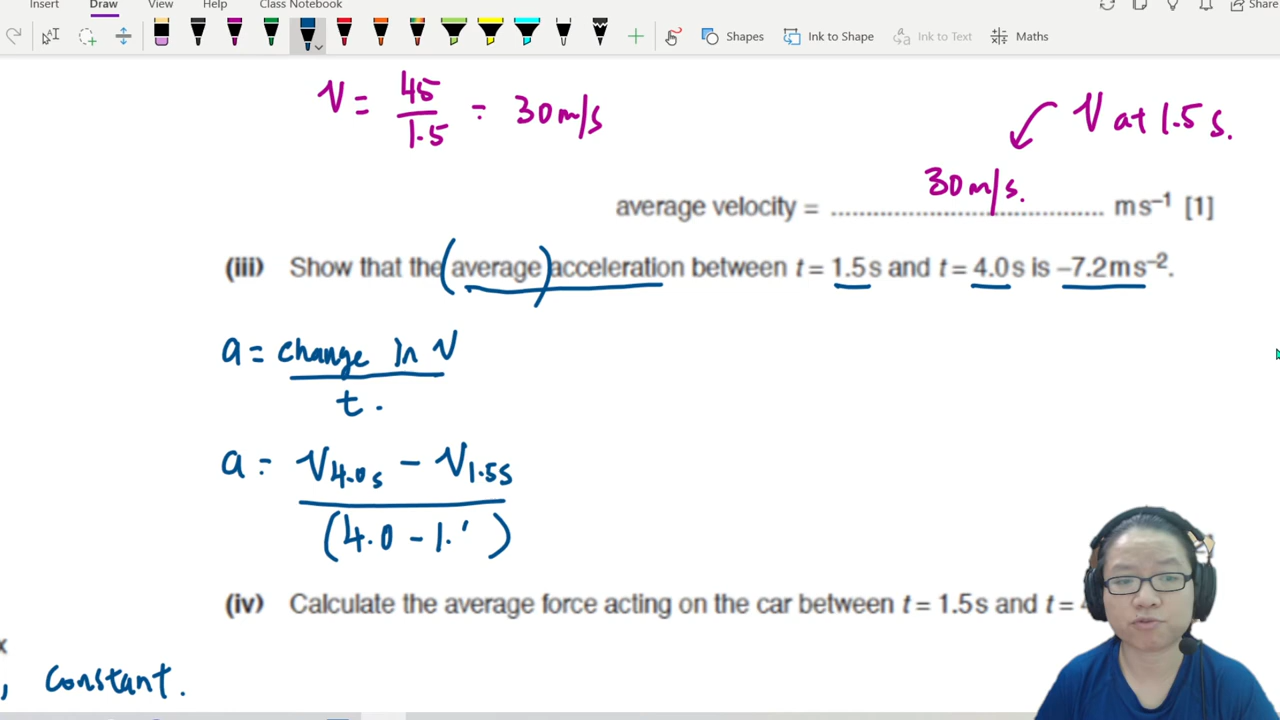 Insert Draw View Help Class Notebook Share
Shapes Ink to Shape Ink to Text Maths
V = 45/1.5 = 30 m/s
V at 1.5 s.
30 m/s.
average velocity = ........................................ m s⁻¹ [1]
(iii) Show that the (average) acceleration between t = 1.5 s and t = 4.0 s is –7.2 m s⁻².
a = change in V
t.
a = V4.0s - V1.5s
(4.0 - 1. )
(iv) Calculate the average force acting on the car between t = 1.5 s and t =
, constant.